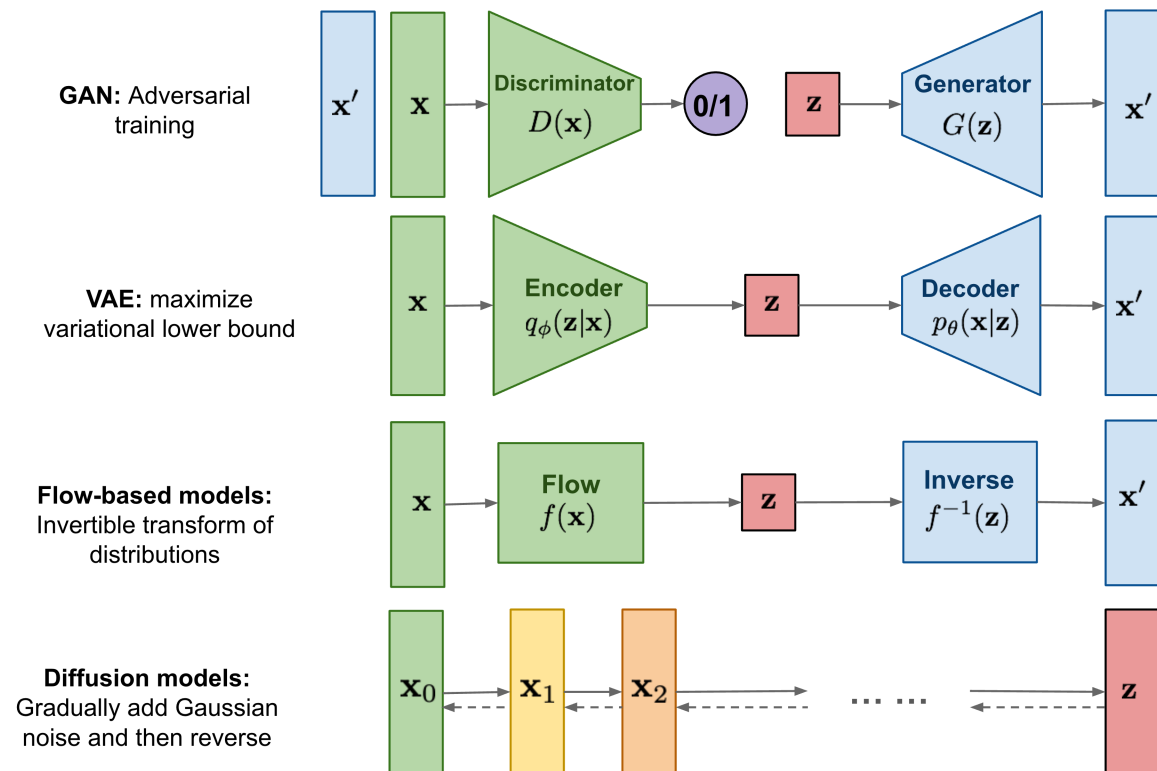 GAN: Adversarial
training
x′
x
Discriminator
D(x)
0/1
z
Generator
G(z)
x′
VAE: maximize
variational lower bound
x
Encoder
qϕ(z|x)
z
Decoder
pθ(x|z)
x′
Flow-based models:
Invertible transform of
distributions
x
Flow
f(x)
z
Inverse
f⁻¹(z)
x′
Diffusion models:
Gradually add Gaussian
noise and then reverse
x₀
x₁
x₂
... ...
z